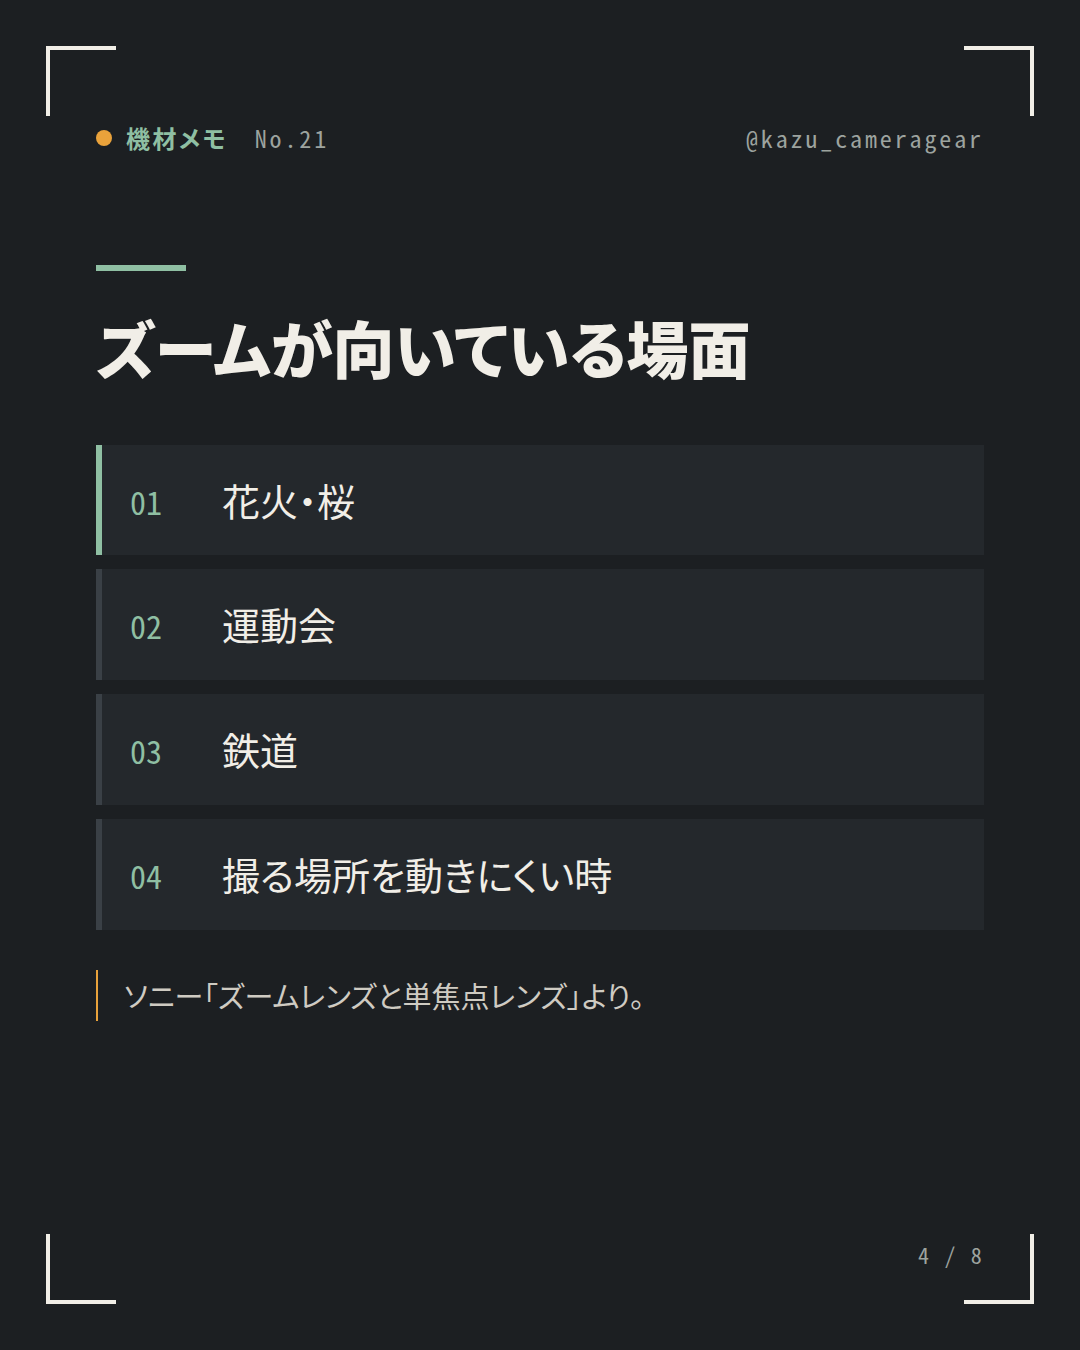 機材メモ No.21 @kazu_cameragear
ズームが向いている場面
01 花火・桜
02 運動会
03 鉄道
04 撮る場所を動きにくい時
ソニー「ズームレンズと単焦点レンズ」より。
4 / 8